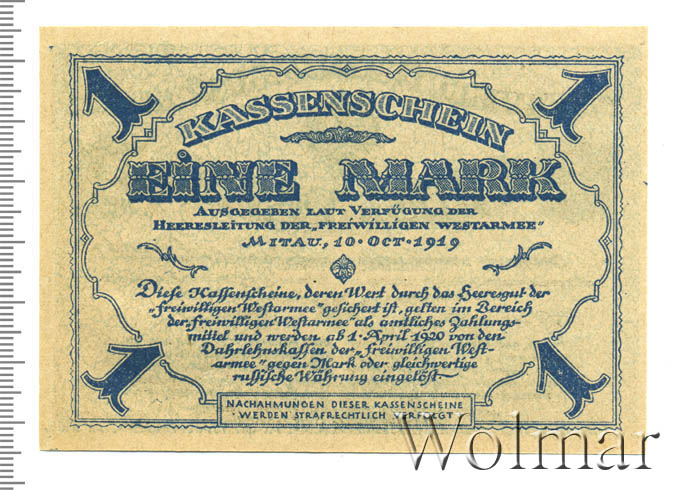 1 1
KASSENSCHEIN
EINE MARK
AUSGEGEBEN LAUT VERFÜGUNG DER
HEERESLEITUNG DER „FREIWILLIGEN WESTARMEE"
MITAU, 10·OCT·1919
Diese Kassenscheine, deren Wert durch das Heeresgut der
„freiwilligen Westarmee" gesichert ist, gelten im Bereich
der „freiwilligen Westarmee" als amtliches Zahlungs-
mittel und werden ab 1·April 1920 von den
Dahrlehnskassen der „freiwilligen West-
armee" gegen Mark oder gleichwertige
russische Währung eingelöst
1 1
NACHAHMUNGEN DIESER KASSENSCHEINE
·WERDEN STRAFRECHTLICH VERFOLGT·
Wolmar